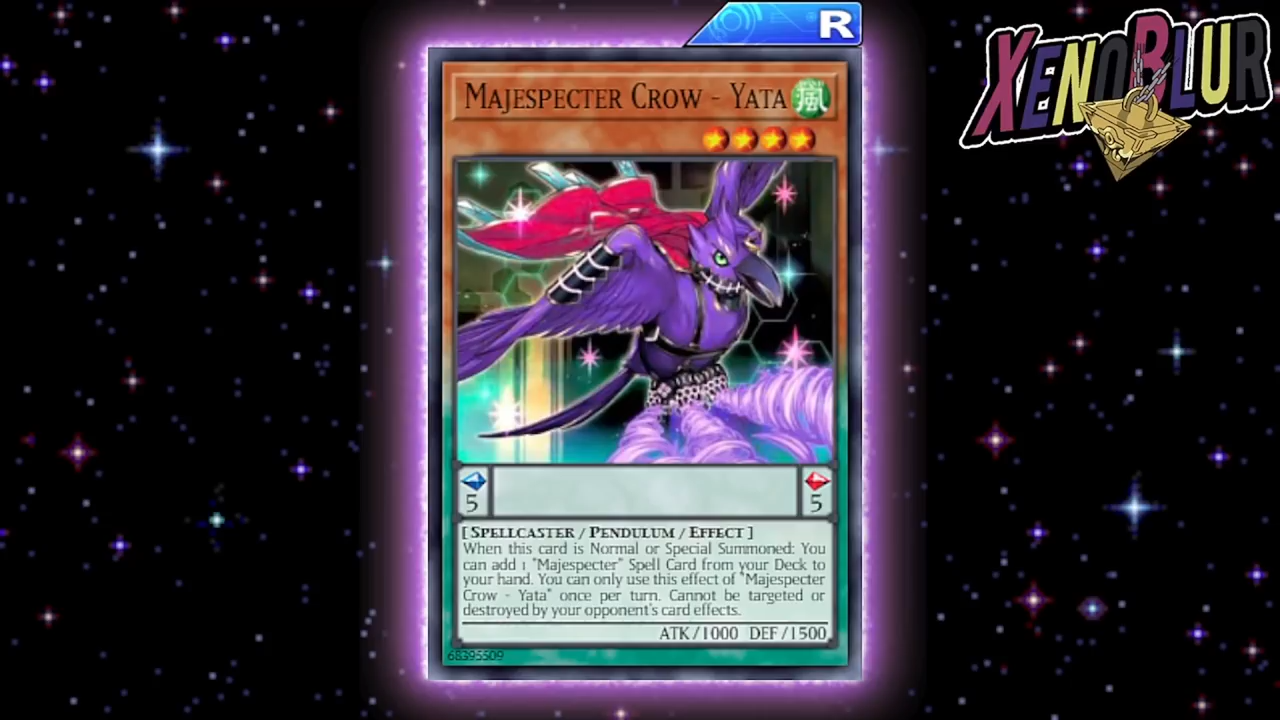 R
XENOBLUR
MAJESPECTER CROW - YATA
風
5
5
[ SPELLCASTER / PENDULUM / EFFECT ]
When this card is Normal or Special Summoned: You
can add 1 "Majespecter" Spell Card from your Deck to
your hand. You can only use this effect of "Majespecter
Crow - Yata" once per turn. Cannot be targeted or
destroyed by your opponent's card effects.
ATK/1000 DEF/1500
68395509